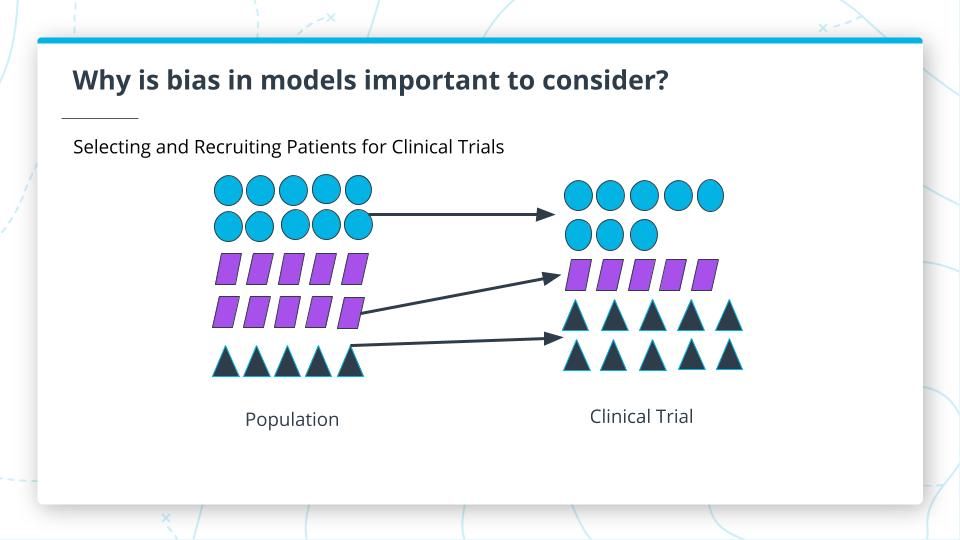 Why is bias in models important to consider?
Selecting and Recruiting Patients for Clinical Trials
Population
Clinical Trial